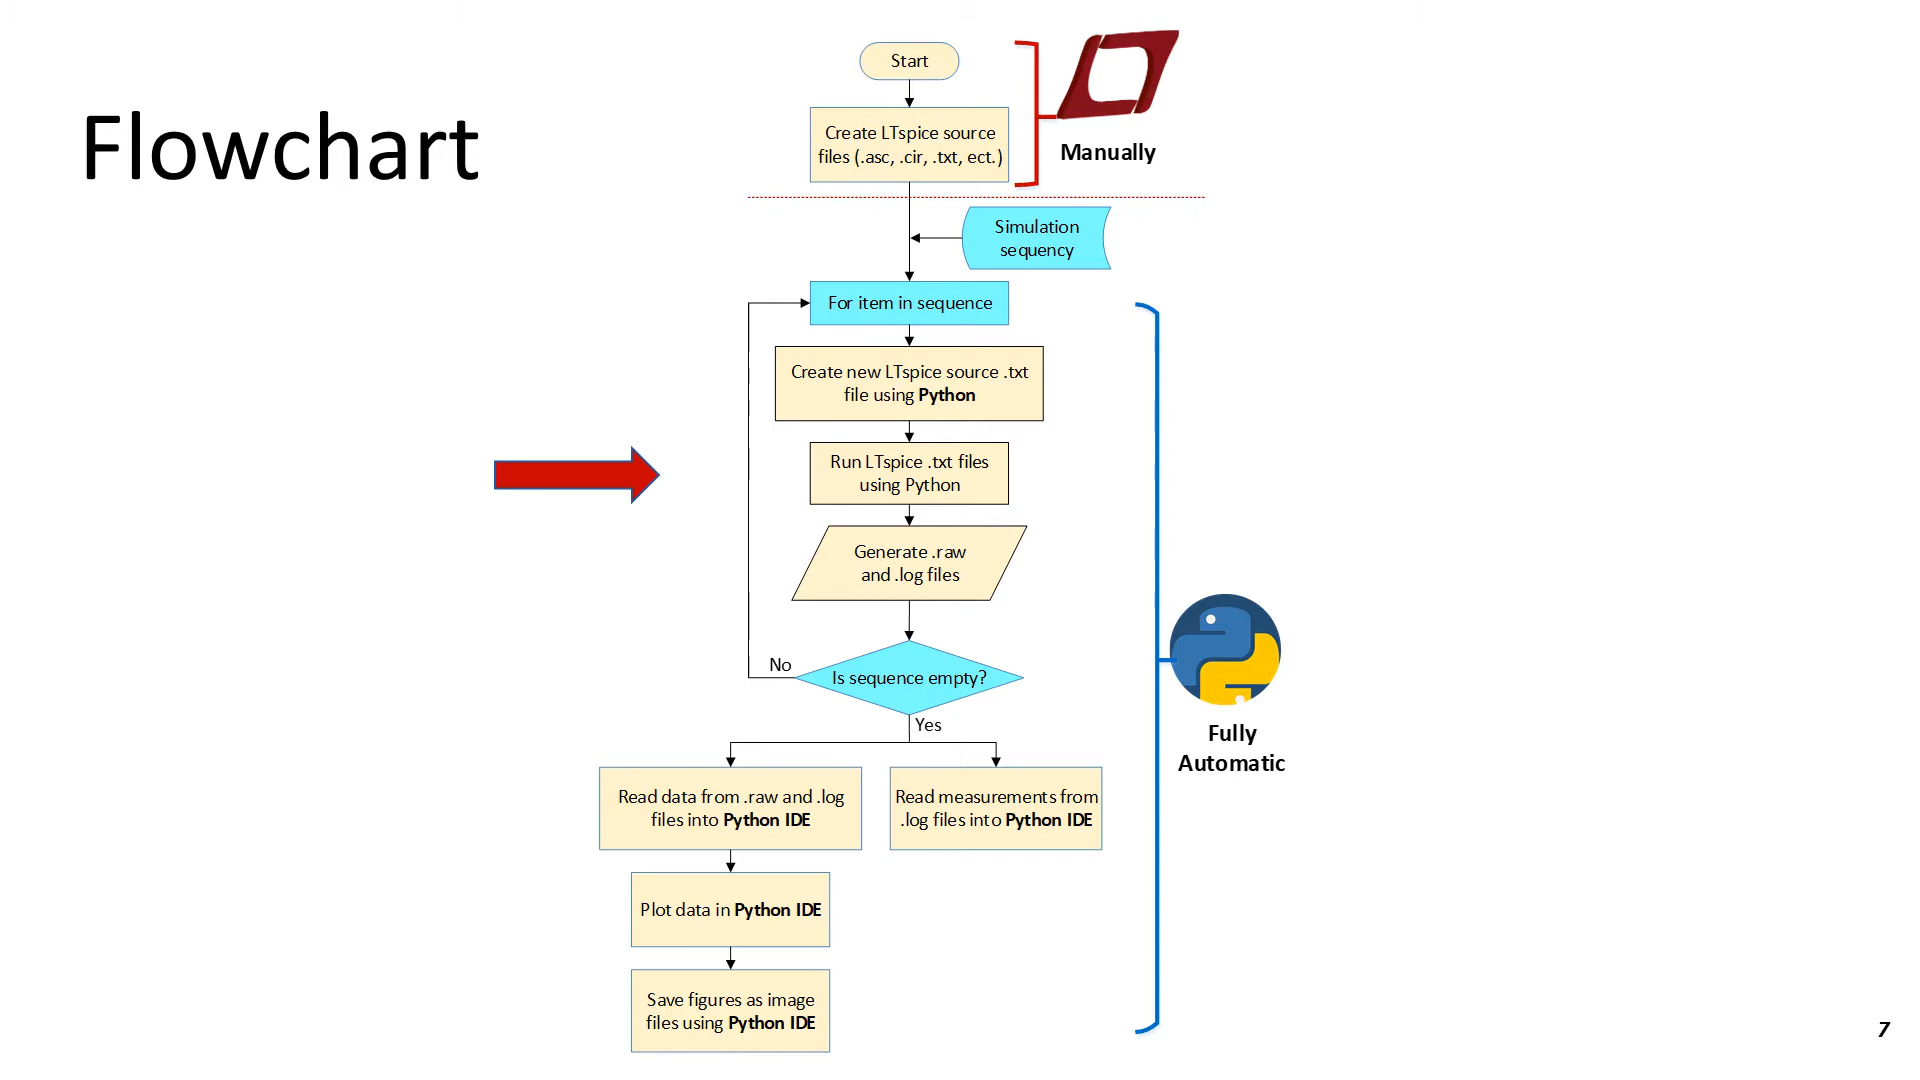 Flowchart
Start
Create LTspice source
files (.asc, .cir, .txt, ect.)
Manually
Simulation
sequency
For item in sequence
Create new LTspice source .txt
file using Python
Run LTspice .txt files
using Python
Generate .raw
and .log files
Is sequence empty?
No
Yes
Read data from .raw and .log
files into Python IDE
Read measurements from
.log files into Python IDE
Plot data in Python IDE
Save figures as image
files using Python IDE
Fully
Automatic
7